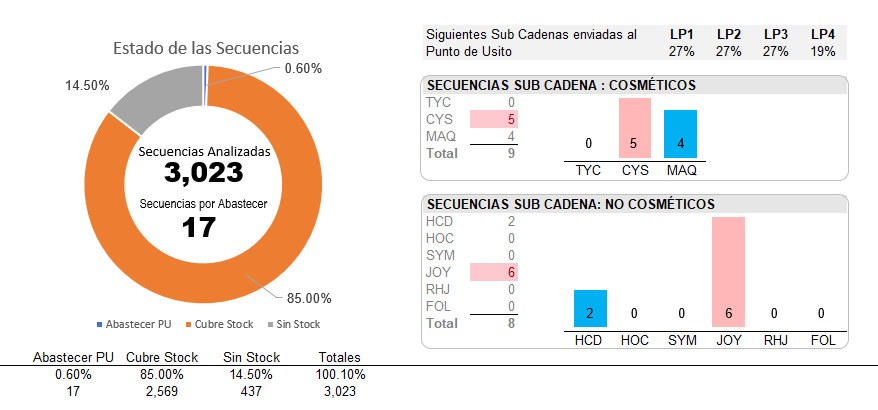 Estado de las Secuencias
0.60%
14.50%
Secuencias Analizadas
3,023
Secuencias por Abastecer
17
85.00%
Abastecer PU Cubre Stock Sin Stock
Abastecer PU Cubre Stock Sin Stock Totales
0.60% 85.00% 14.50% 100.10%
17 2,569 437 3,023
Siguientes Sub Cadenas enviadas al LP1 LP2 LP3 LP4
Punto de Usito 27% 27% 27% 19%
SECUENCIAS SUB CADENA : COSMÉTICOS
TYC 0
CYS 5
MAQ 4
Total 9
0 5 4
TYC CYS MAQ
SECUENCIAS SUB CADENA: NO COSMÉTICOS
HCD 2
HOC 0
SYM 0
JOY 6
RHJ 0
FOL 0
Total 8
2 0 0 6 0 0
HCD HOC SYM JOY RHJ FOL